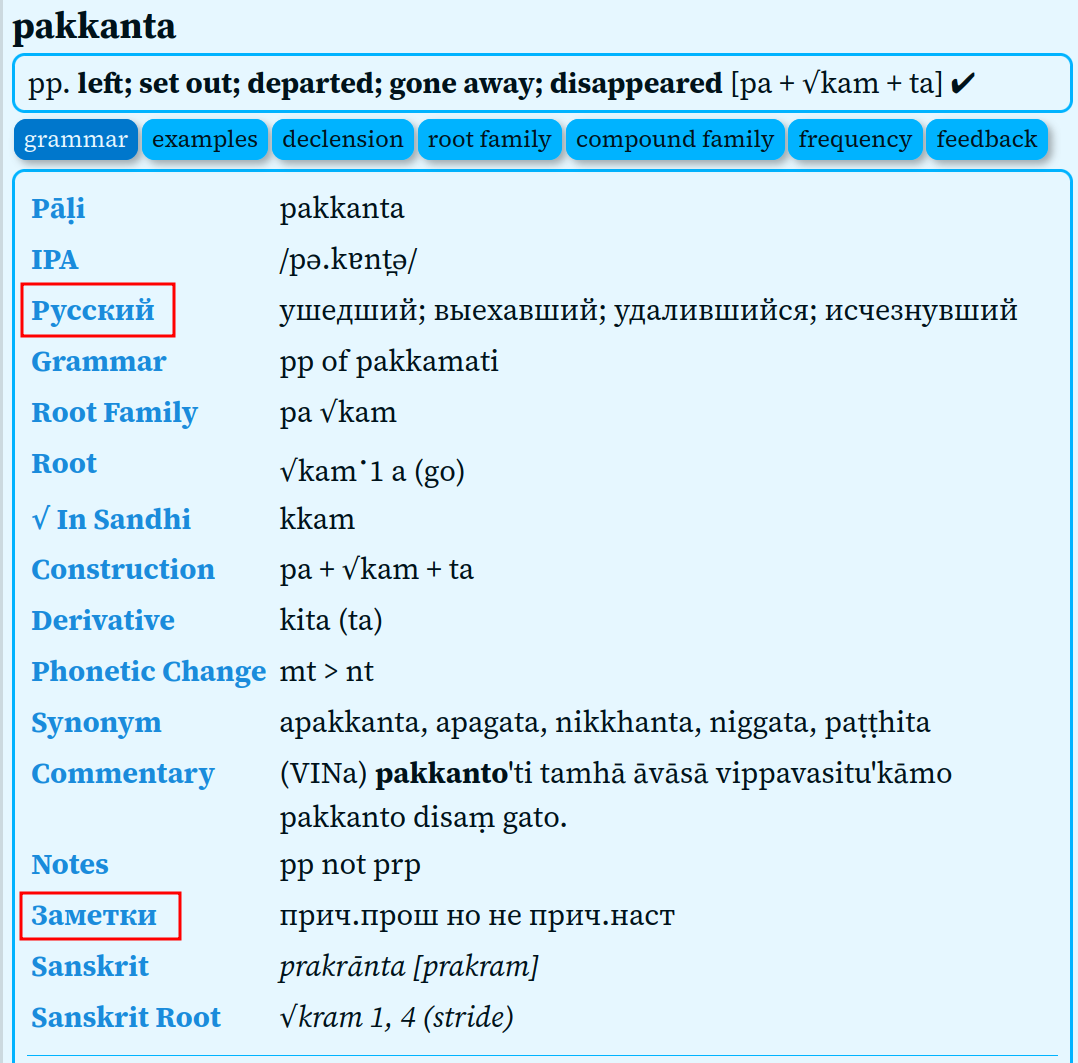 pakkanta
pp. left; set out; departed; gone away; disappeared [pa + √kam + ta] ✔
grammar examples declension root family compound family frequency feedback
Pāḷi pakkanta
IPA /pə.kɐnt̪ə/
Русский ушедший; выехавший; удалившийся; исчезнувший
Grammar pp of pakkamati
Root Family pa √kam
Root √kam˙1 a (go)
√ In Sandhi kkam
Construction pa + √kam + ta
Derivative kita (ta)
Phonetic Change mt > nt
Synonym apakkanta, apagata, nikkhanta, niggata, paṭṭhita
Commentary (VINa) pakkanto'ti tamhā āvāsā vippavasitu'kāmo
pakkanto disaṃ gato.
Notes pp not prp
Заметки прич.прош но не прич.наст
Sanskrit prakrānta [prakram]
Sanskrit Root √kram 1, 4 (stride)